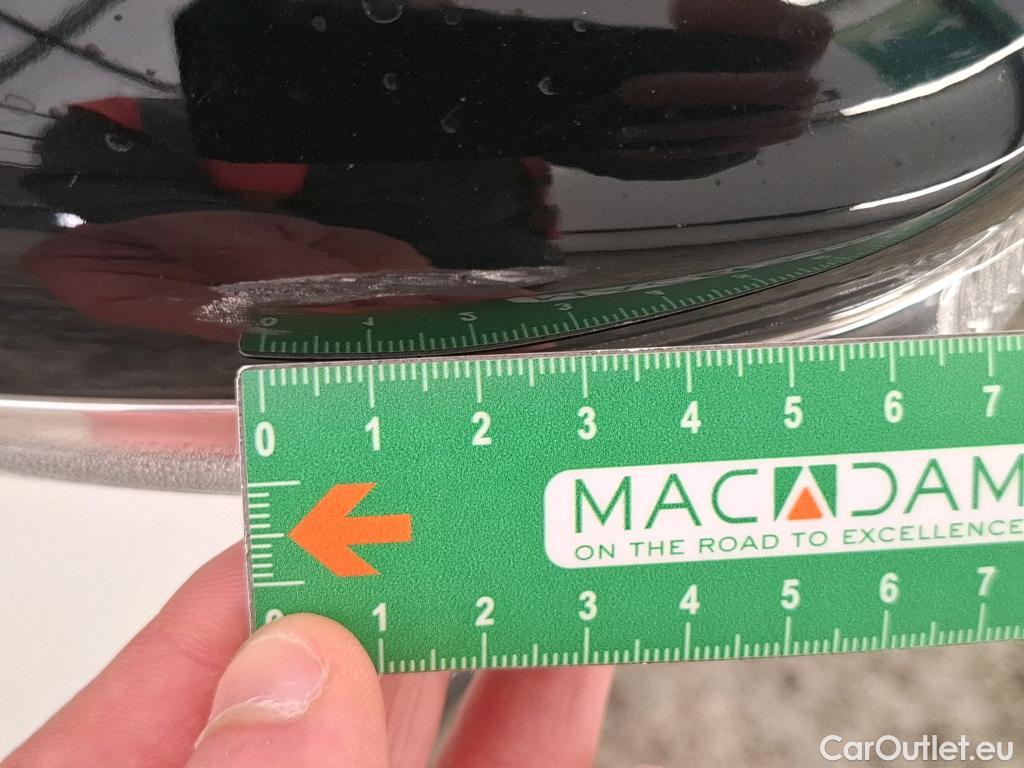 0 1 2 3 4 5 6 7
MACADAM
ON THE ROAD TO EXCELLENCE
1 2 3 4 5 6 7
CarOutlet.eu